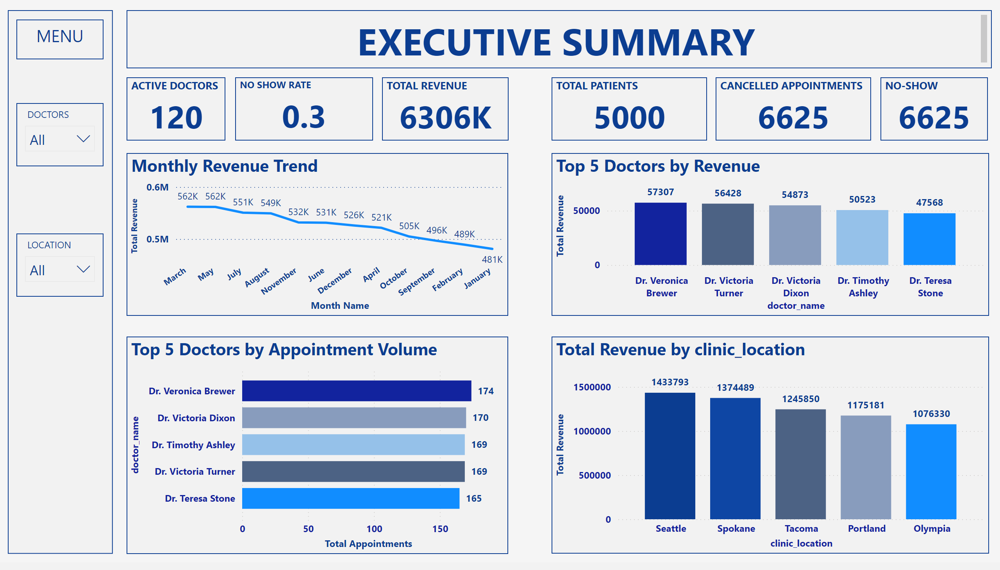 MENU
DOCTORS
All
LOCATION
All
EXECUTIVE SUMMARY
ACTIVE DOCTORS
120
NO SHOW RATE
0.3
TOTAL REVENUE
6306K
TOTAL PATIENTS
5000
CANCELLED APPOINTMENTS
6625
NO-SHOW
6625
Monthly Revenue Trend
Total Revenue
0.6M
0.5M
562K
562K
551K
549K
532K
531K
526K
521K
505K
496K
489K
481K
March
May
July
August
November
June
December
April
October
September
February
January
Month Name
Top 5 Doctors by Revenue
Total Revenue
50000
0
57307
56428
54873
50523
47568
Dr. Veronica
Brewer
Dr. Victoria
Turner
Dr. Victoria
Dixon
Dr. Timothy
Ashley
Dr. Teresa
Stone
doctor_name
Top 5 Doctors by Appointment Volume
doctor_name
Dr. Veronica Brewer
174
Dr. Victoria Dixon
170
Dr. Timothy Ashley
169
Dr. Victoria Turner
169
Dr. Teresa Stone
165
0
50
100
150
Total Appointments
Total Revenue by clinic_location
Total Revenue
1500000
1000000
500000
0
1433793
1374489
1245850
1175181
1076330
Seattle
Spokane
Tacoma
Portland
Olympia
clinic_location